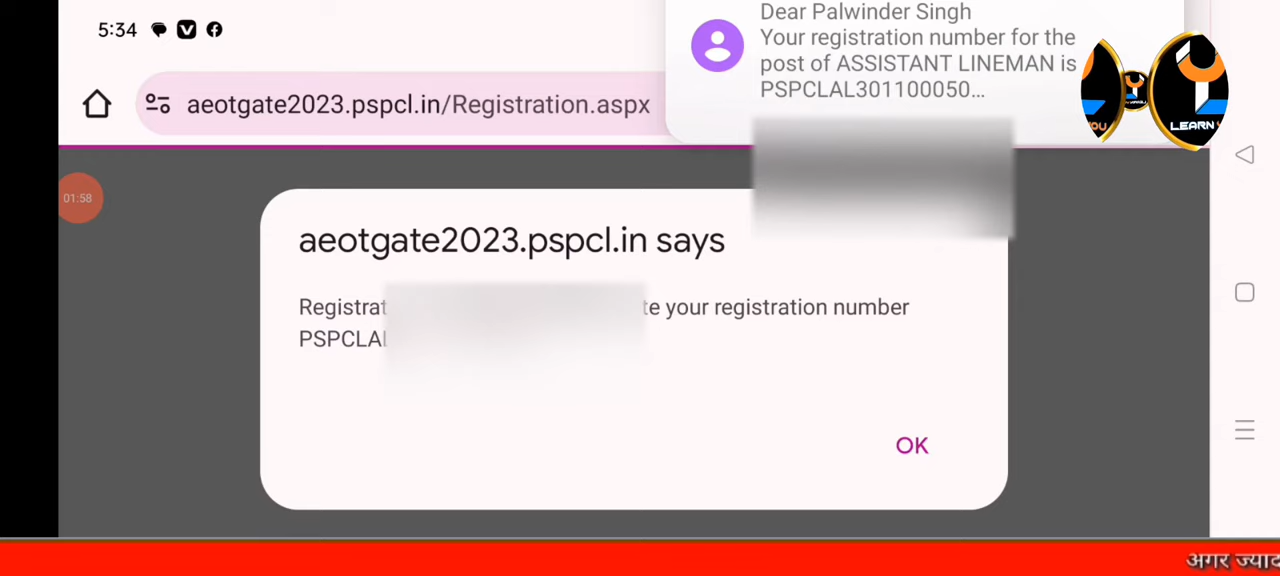 Dear Palwinder Singh
5:34
Your registration number for the
post of ASSISTANT LINEMAN is
PSPCLAL301100050...
aeotgate2023.pspcl.in/Registration.aspx
LEARN
01:58
aeotgate2023.pspcl.in says
Registrat te your registration number
PSPCLAL
OK
अगर ज्याद